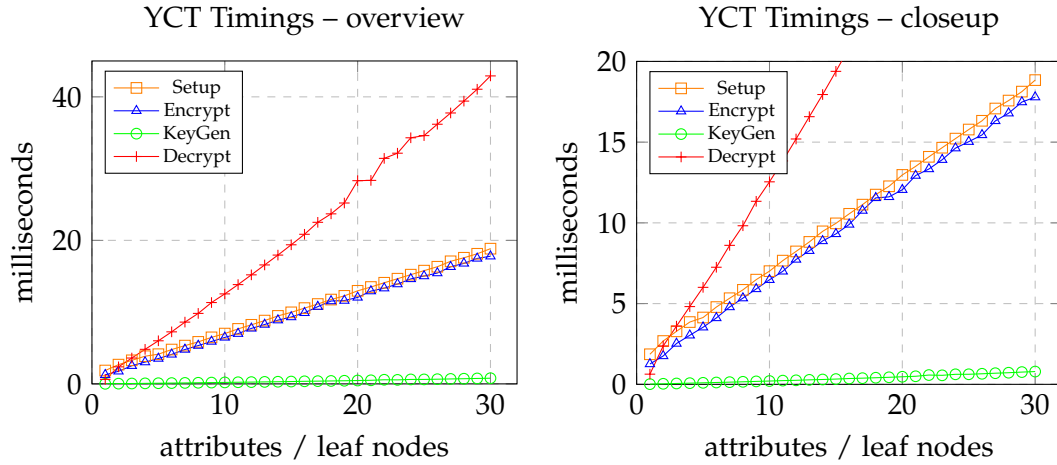 YCT Timings – overview
40
20
0
0
10
20
30
milliseconds
attributes / leaf nodes
Setup
Encrypt
KeyGen
Decrypt
YCT Timings – closeup
20
15
10
5
0
0
10
20
30
milliseconds
attributes / leaf nodes
Setup
Encrypt
KeyGen
Decrypt